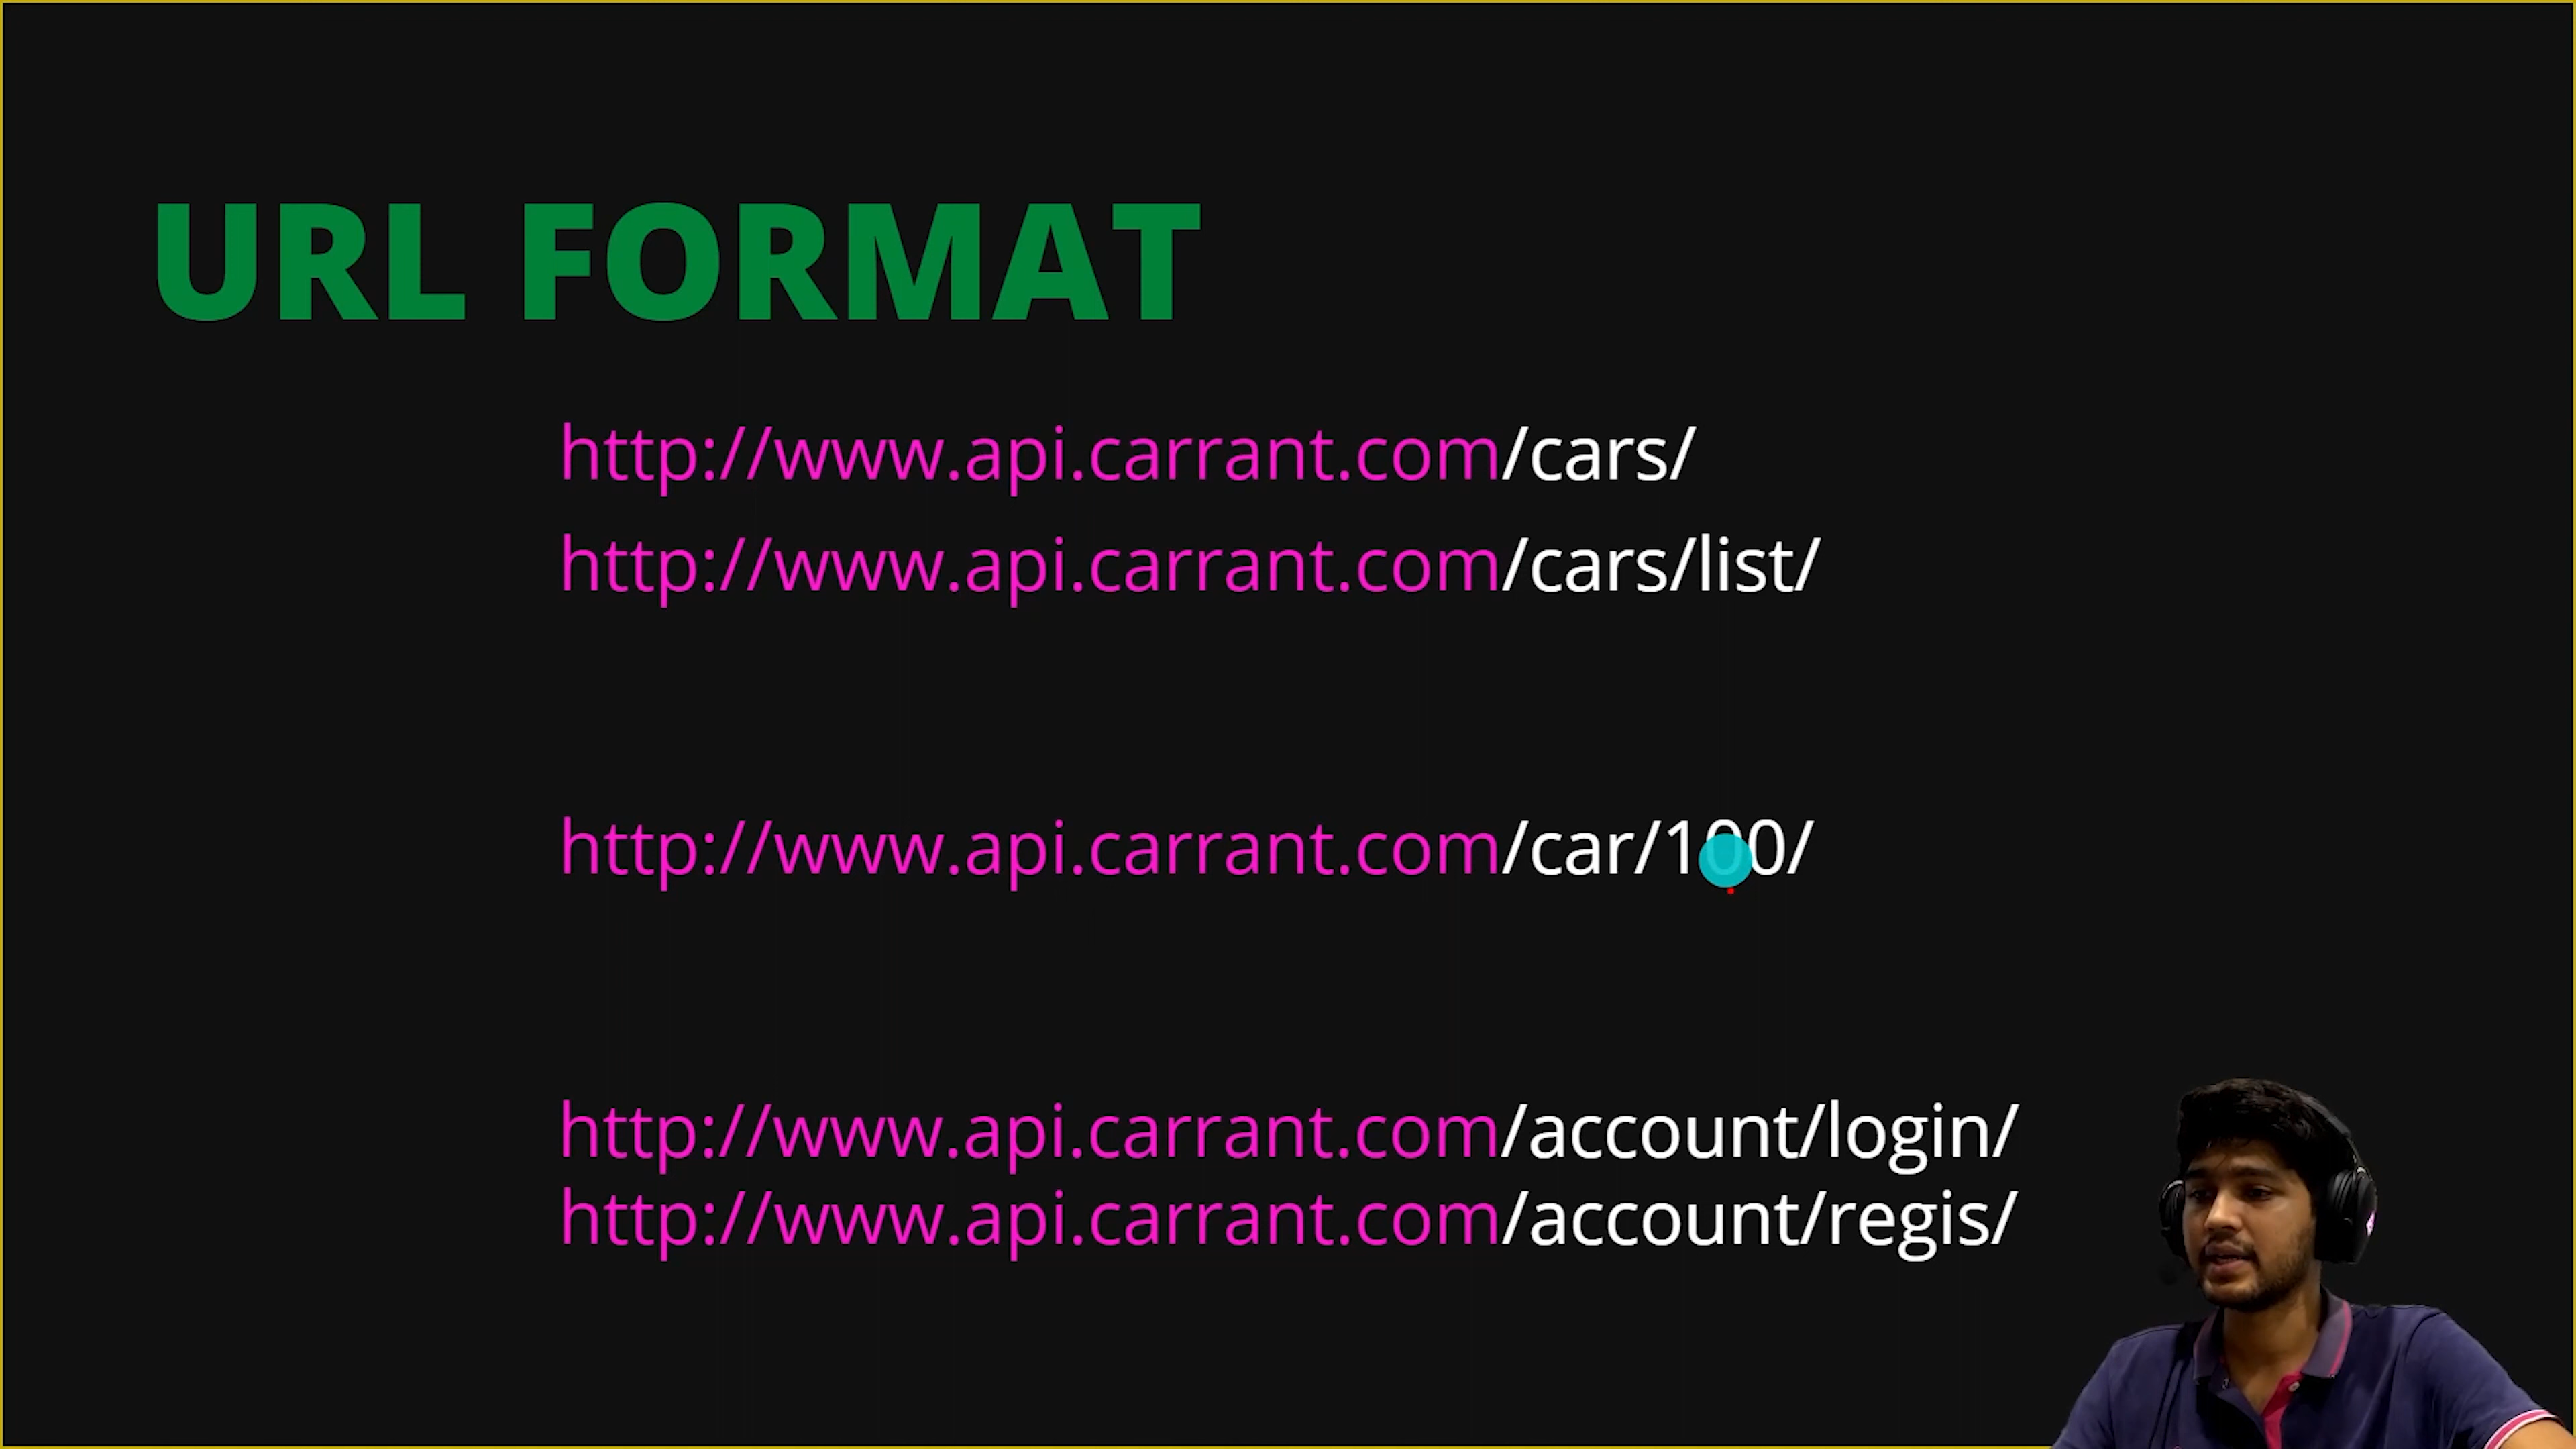 URL FORMAT
http://www.api.carrant.com/cars/
http://www.api.carrant.com/cars/list/
http://www.api.carrant.com/car/100/
http://www.api.carrant.com/account/login/
http://www.api.carrant.com/account/regis/